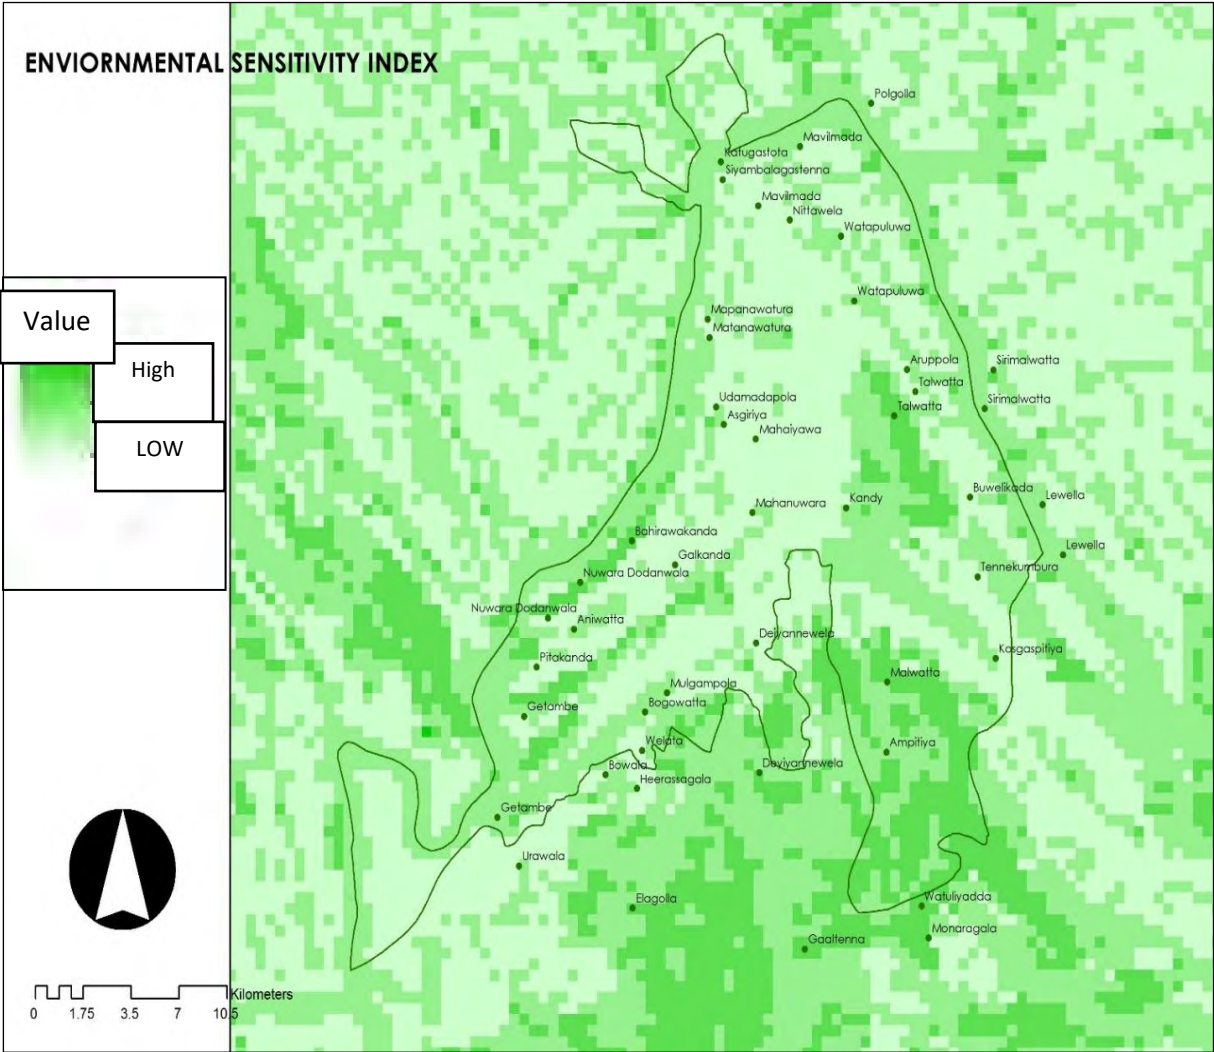 ENVIORNMENTAL SENSITIVITY INDEX
Polgolla
Mavilmada
Katugastota
Siyambalagastenna
Mavilmada
Nittawela
Watapuluwa
Watapuluwa
Value
Mapanawatura
Matanawatura
High
Aruppola
Sirimalwatta
Talwatta
Udamadapola
Sirimalwatta
Talwatta
Asgiriya
Mahaiyawa
LOW
Buwelikada
Lewella
Kandy
Mahanuwara
Bahirawakanda
Lewella
Galkanda
Tennekumbura
Nuwara Dodanwala
Nuwara Dodanwala
Aniwatta
Deiyannewela
Kosgaspitiya
Pitakanda
Malwatta
Mulgampola
Bogowatta
Getambe
Welata
Ampitiya
Bowala
Deviyannewela
Heerassagala
Getambe
Urawala
Elagolla
Watuliyadda
Monaragala
Gaaltenna
Kilometers
0 1.75 3.5 7 10.5